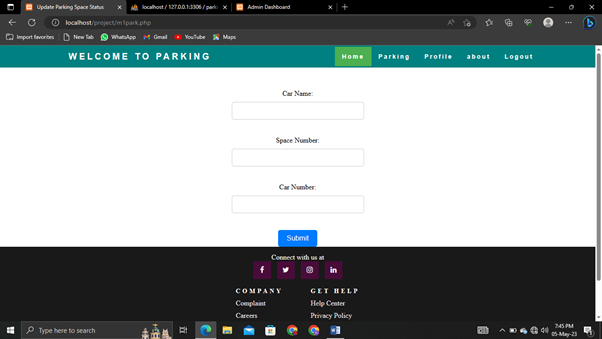 Update Parking Space Status
localhost / 127.0.0.1:3306 / park
Admin Dashboard
localhost/project/m1park.php
Import favorites
New Tab
WhatsApp
Gmail
YouTube
Maps
WELCOME TO PARKING
Home
Parking
Profile
about
Logout
Car Name:
Space Number:
Car Number:
Submit
Connect with us at
COMPANY
GET HELP
Complaint
Help Center
Careers
Privacy Policy
Type here to search
7:45 PM
05-May-23